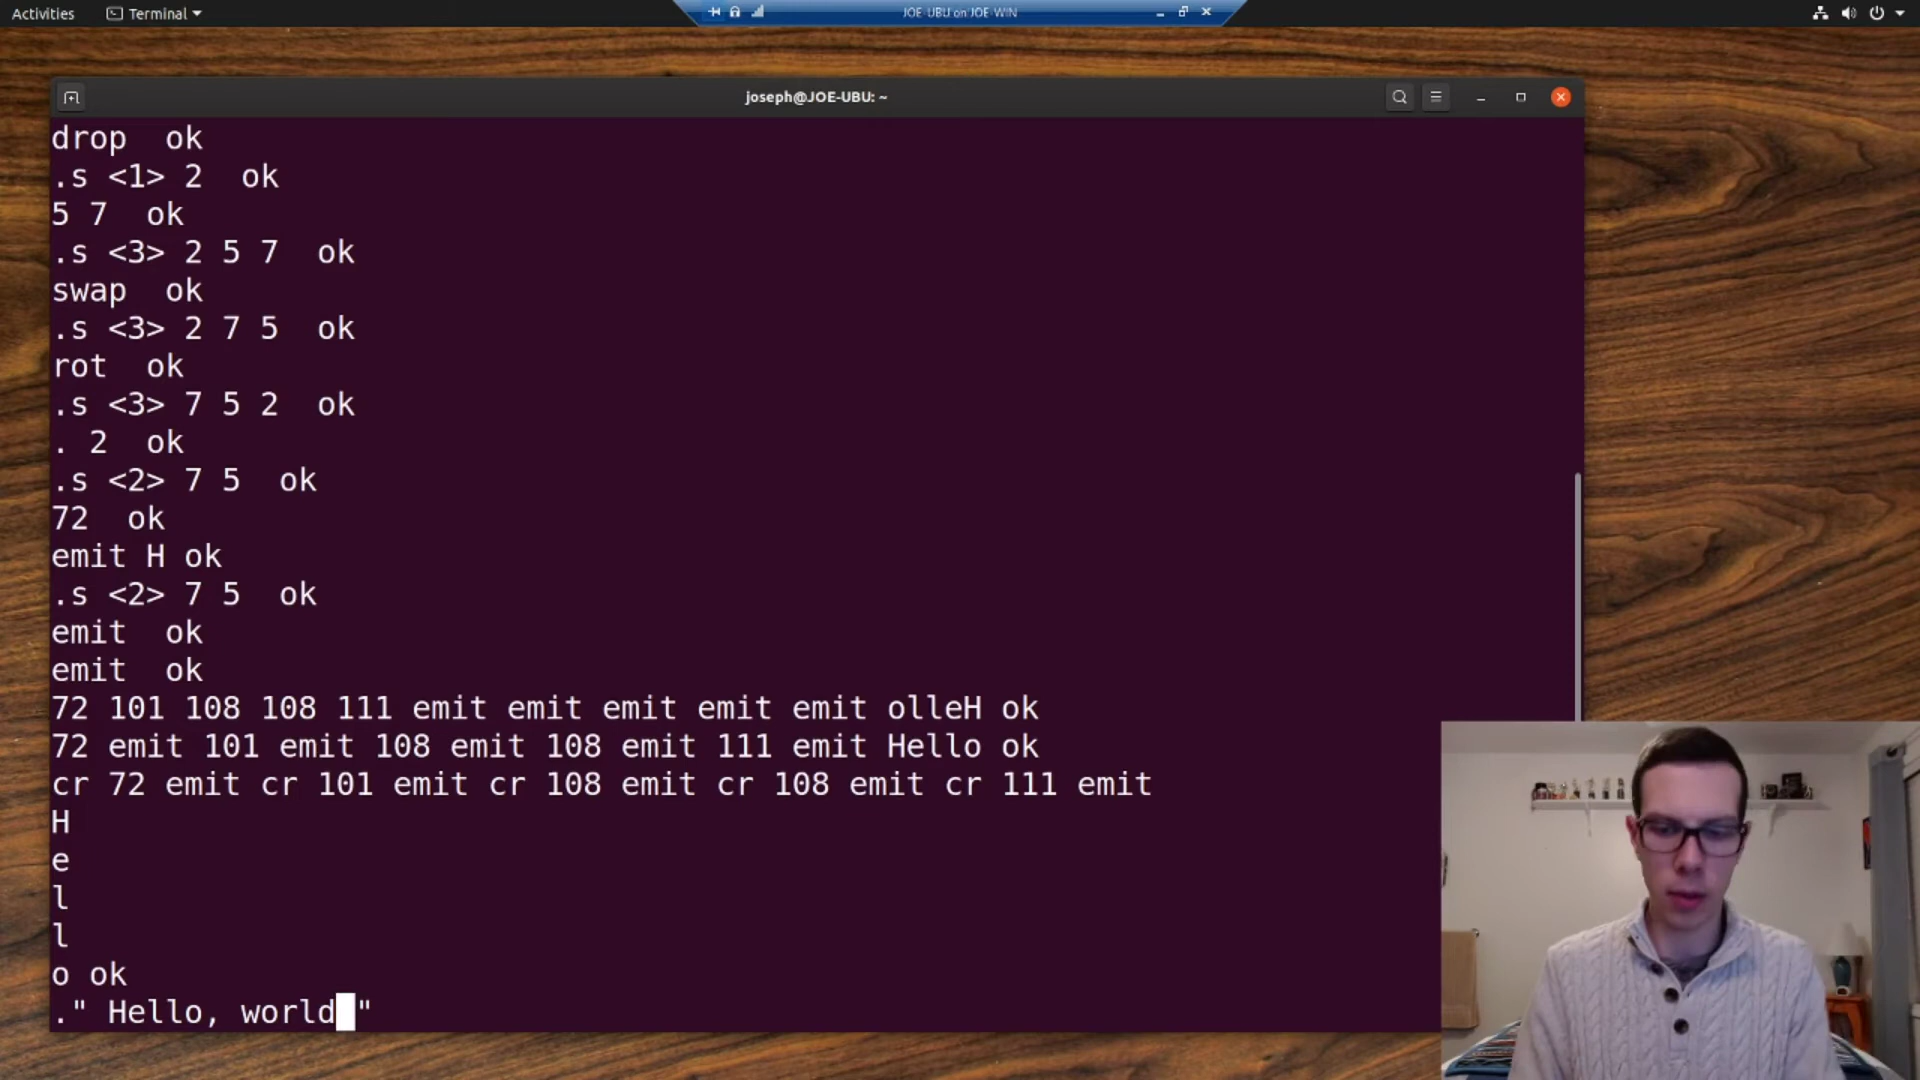 Activities Terminal JOE-UBU on JOE-WIN
joseph@JOE-UBU: ~
drop  ok
.s <1> 2  ok
5 7  ok
.s <3> 2 5 7  ok
swap  ok
.s <3> 2 7 5  ok
rot  ok
.s <3> 7 5 2  ok
. 2  ok
.s <2> 7 5  ok
72  ok
emit H ok
.s <2> 7 5  ok
emit  ok
emit  ok
72 101 108 108 111 emit emit emit emit emit olleH ok
72 emit 101 emit 108 emit 108 emit 111 emit Hello ok
cr 72 emit cr 101 emit cr 108 emit cr 108 emit cr 111 emit
H
e
l
l
o ok
." Hello, world "